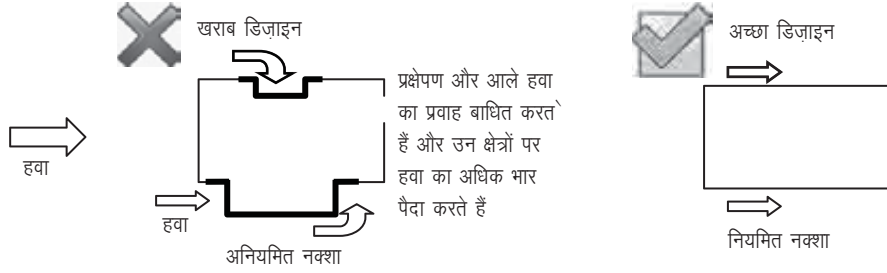 खराब डिज़ाइन
प्रक्षेपण और आले हवा
का प्रवाह बाधित करते
हैं और उन क्षेत्रों पर
हवा का अधिक भार
पैदा करते हैं
हवा
हवा
अनियमित नक्शा
अच्छा डिज़ाइन
नियमित नक्शा